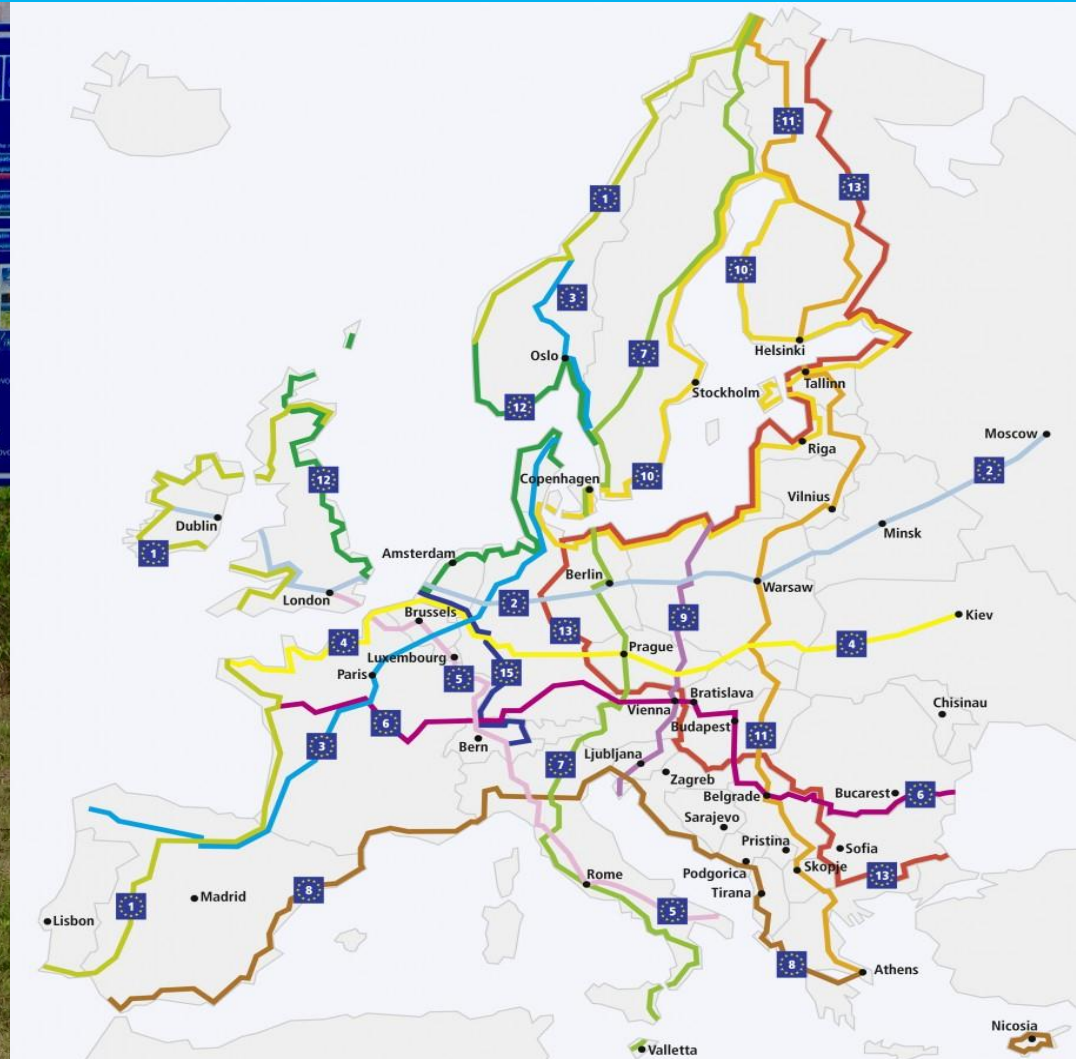 11
13
1
10
3
Oslo
Helsinki
7
Tallinn
Stockholm
12
Moscow
Riga
2
10
Copenhagen
12
Vilnius
Dublin
Minsk
1
Amsterdam
Berlin
Warsaw
London
2
Brussels
Kiev
9
13
4
4
Prague
Luxembourg
Paris
5
15
Bratislava
Vienna
Chisinau
6
Budapest
11
3
Bern
Ljubljana
7
Zagreb
Belgrade
Bucarest
6
Sarajevo
Pristina
Sofia
Podgorica
Skopje
13
Rome
8
Madrid
Tirana
1
5
Lisbon
8
Athens
Nicosia
Valletta